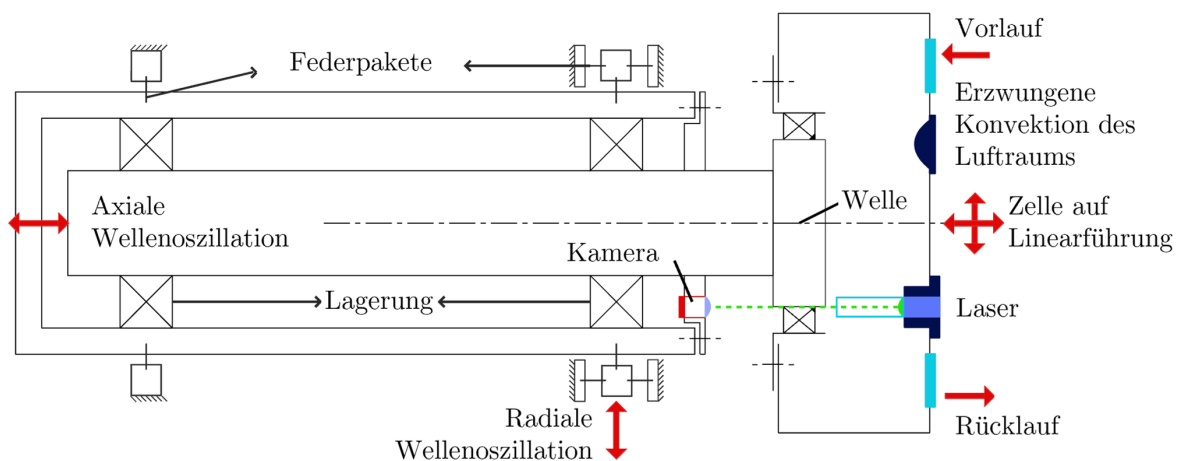 Vorlauf
Federpakete
Erzwungene
Konvektion des
Luftraums
Axiale
Wellenoszillation
Welle
Zelle auf
Linearführung
Kamera
Lagerung
Laser
Radiale
Wellenoszillation
Rücklauf